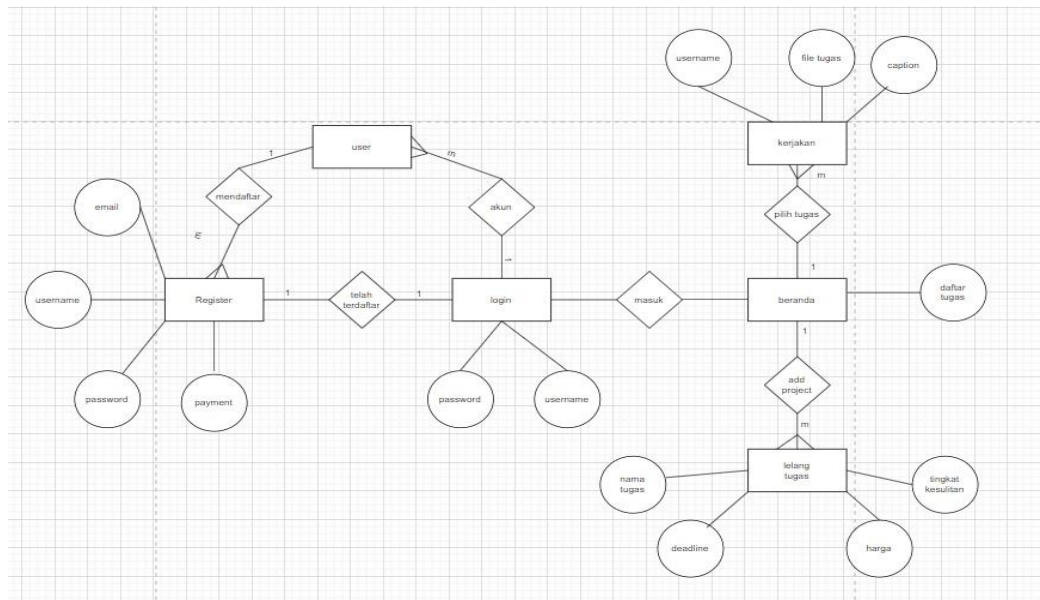 username
file tugas
caption
kerjakan
m
pilih tugas
1
user
1
m
mendaftar
akun
m
1
email
username
Register
1
telah
terdaftar
1
login
masuk
beranda
daftar
tugas
password
payment
password
username
1
add
project
m
lelang
tugas
nama
tugas
tingkat
kesulitan
deadline
harga